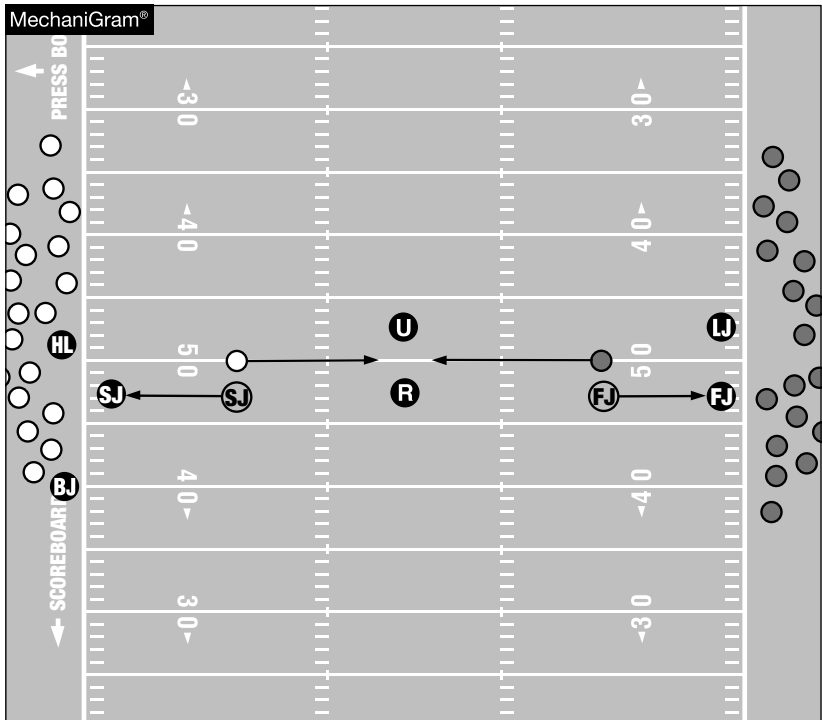 MechaniGram®
PRESS BO
◄30
30►
◄40
40►
U
LJ
HL
50
50
SJ
SJ
R
FJ
FJ
BJ
40►
◄40
SCOREBOAR
30►
◄30